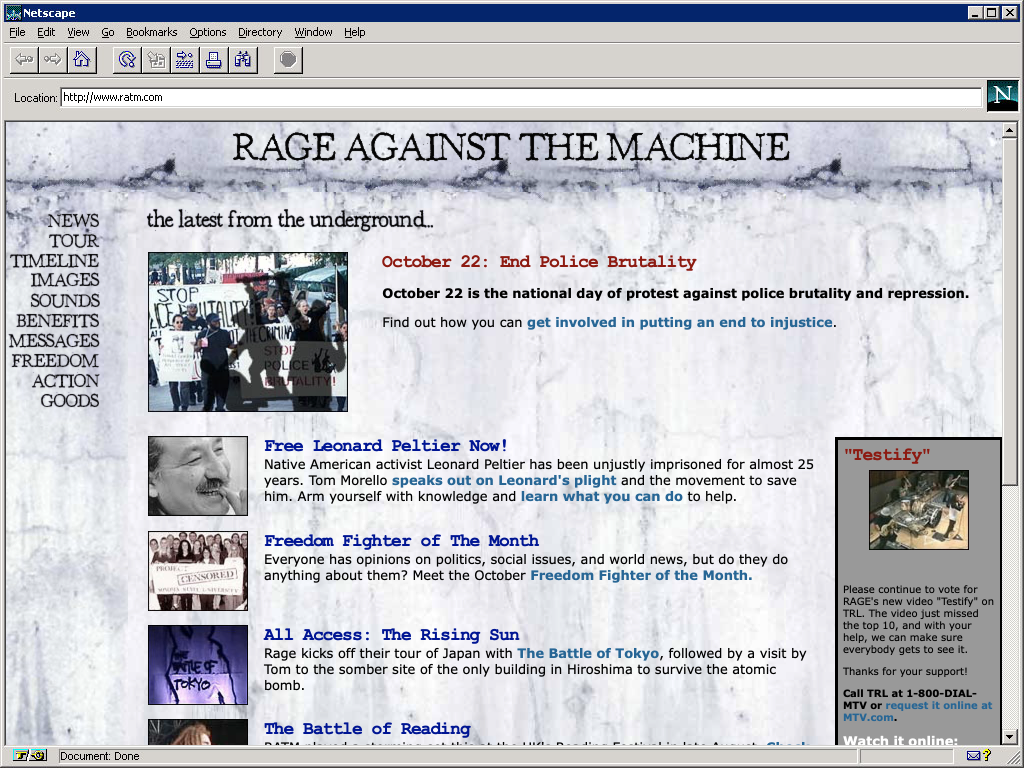 Netscape
File Edit View Go Bookmarks Options Directory Window Help
Location: http://www.ratm.com
N
RAGE AGAINST THE MACHINE
NEWS
TOUR
TIMELINE
IMAGES
SOUNDS
BENEFITS
MESSAGES
FREEDOM
ACTION
GOODS
the latest from the underground...
STOP
BRUTALITY!
STOP
POLICE
BRUTALITY!
October 22: End Police Brutality
October 22 is the national day of protest against police brutality and repression.
Find out how you can get involved in putting an end to injustice.
Free Leonard Peltier Now!
Native American activist Leonard Peltier has been unjustly imprisoned for almost 25
years. Tom Morello speaks out on Leonard's plight and the movement to save
him. Arm yourself with knowledge and learn what you can do to help.
PROJECT
CENSORED
Freedom Fighter of The Month
Everyone has opinions on politics, social issues, and world news, but do they do
anything about them? Meet the October Freedom Fighter of the Month.
BATTLE OF
TOKYO
All Access: The Rising Sun
Rage kicks off their tour of Japan with The Battle of Tokyo, followed by a visit by
Tom to the somber site of the only building in Hiroshima to survive the atomic
bomb.
The Battle of Reading
"Testify"
Please continue to vote for
RAGE's new video "Testify" on
TRL. The video just missed
the top 10, and with your
help, we can make sure
everybody gets to see it.
Thanks for your support!
Call TRL at 1-800-DIAL-
MTV or request it online at
MTV.com.
Watch it online:
Document: Done